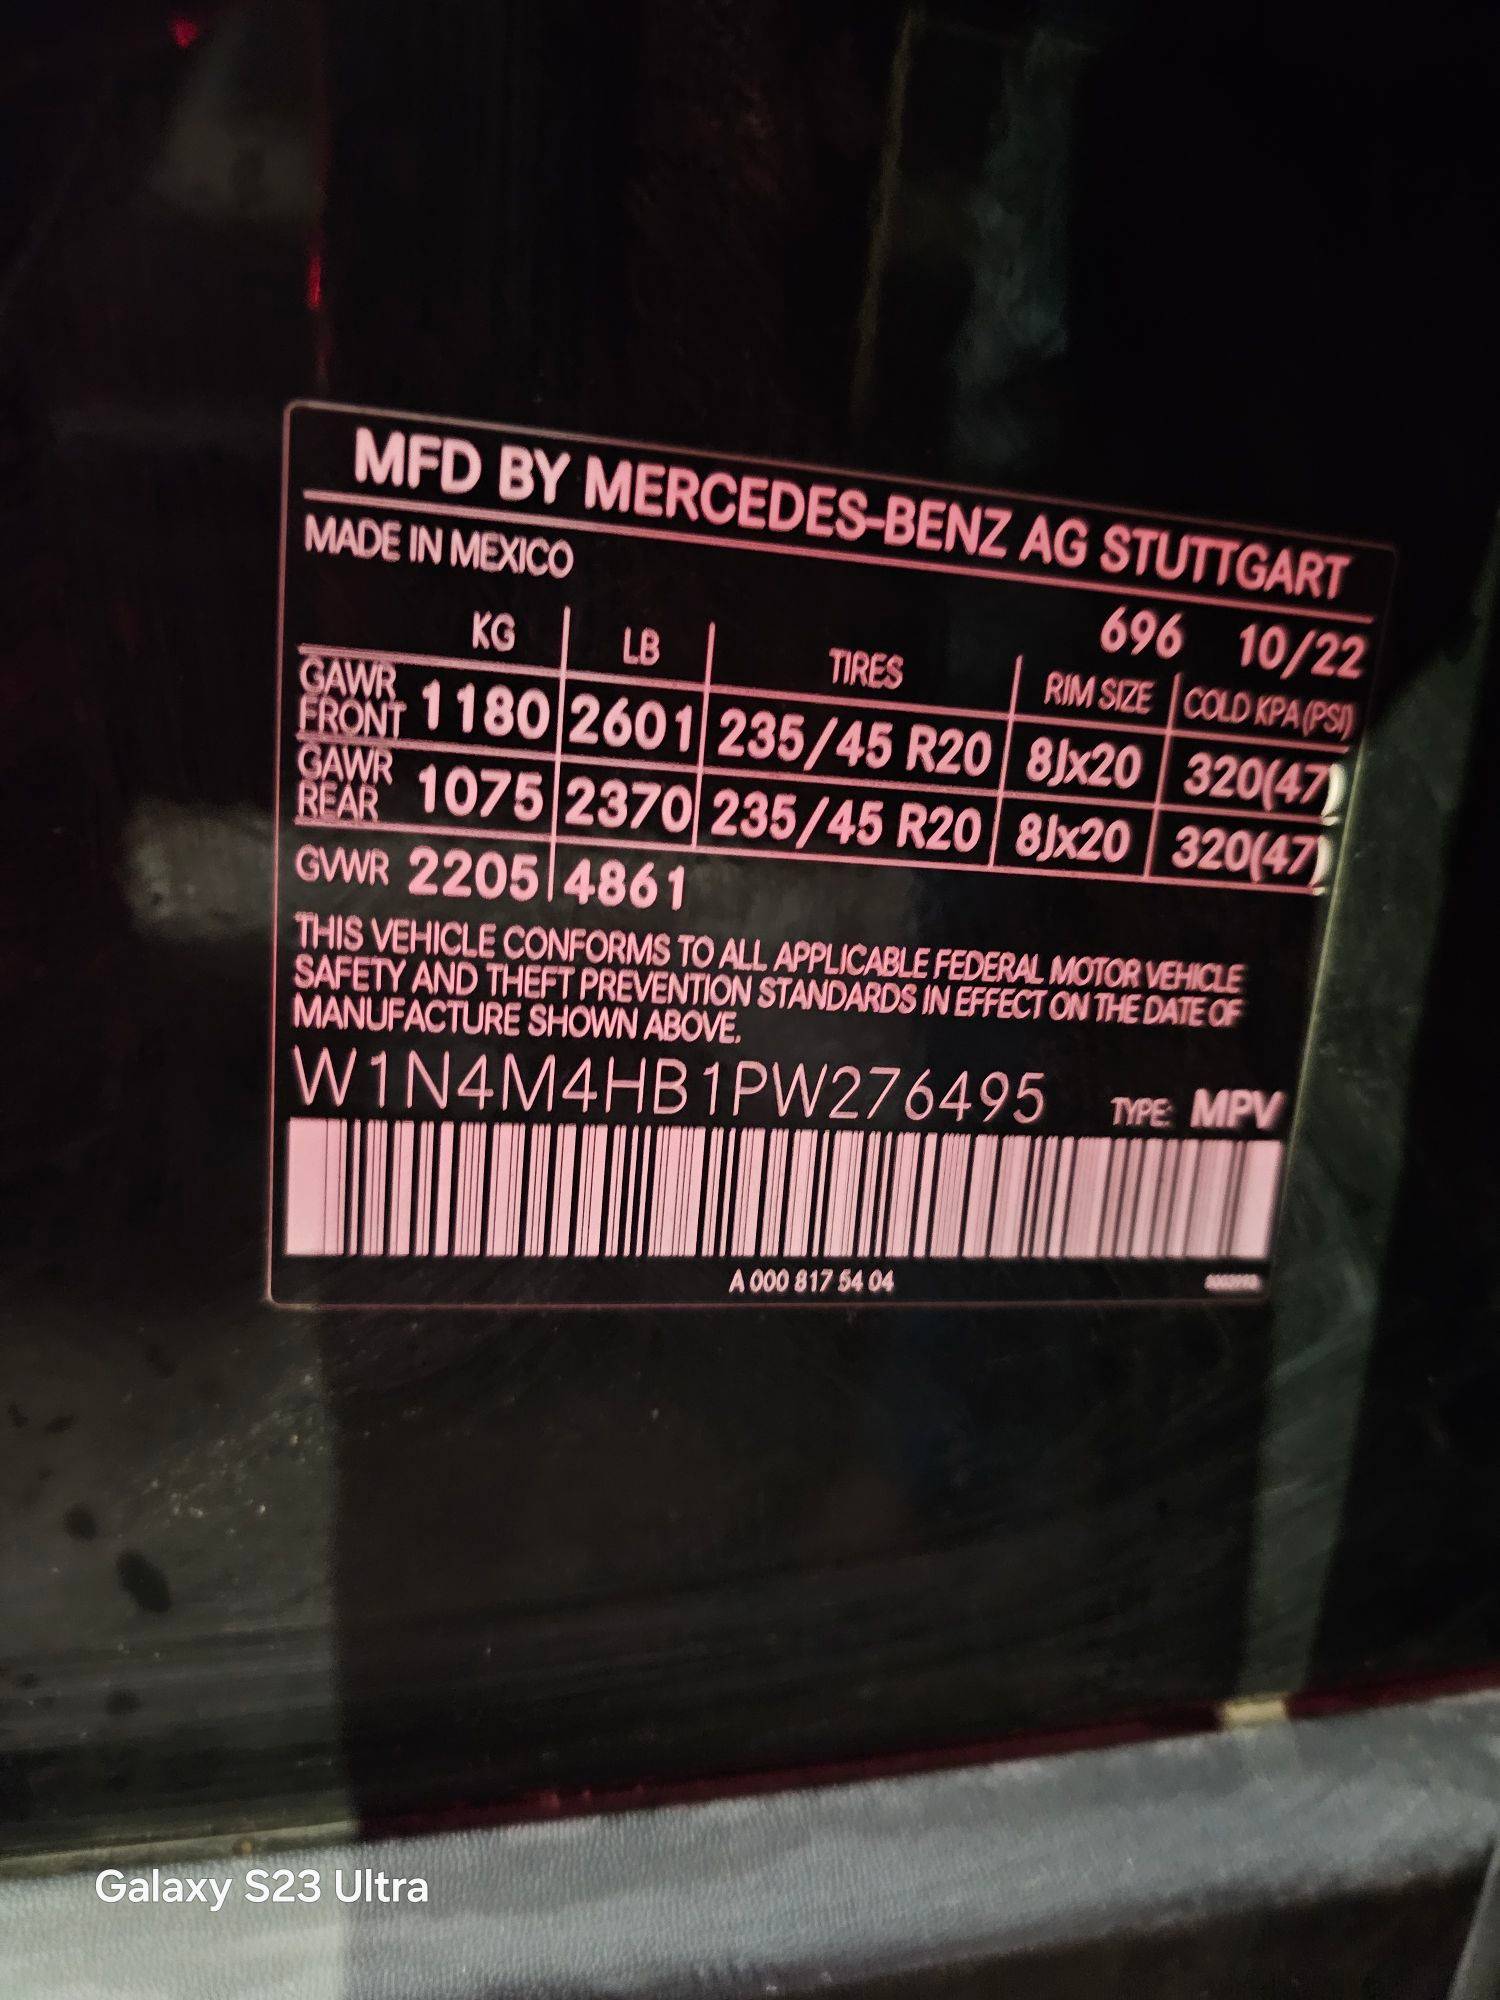 MFD BY MERCEDES-BENZ AG STUTTGART
MADE IN MEXICO
696 10/22
KG LB TIRES RIM SIZE COLD KPA (PSI)
GAWR FRONT 1180 2601 235/45 R20 8Jx20 320(47)
GAWR REAR 1075 2370 235/45 R20 8Jx20 320(47)
GVWR 2205 4861
THIS VEHICLE CONFORMS TO ALL APPLICABLE FEDERAL MOTOR VEHICLE
SAFETY AND THEFT PREVENTION STANDARDS IN EFFECT ON THE DATE OF
MANUFACTURE SHOWN ABOVE.
W1N4M4HB1PW276495 TYPE: MPV
A 000 817 54 04
Galaxy S23 Ultra